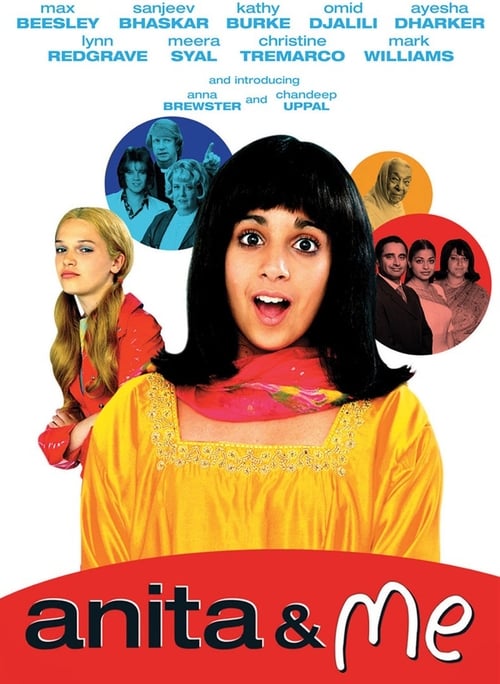 max sanjeev kathy omid ayesha
BEESLEY BHASKAR BURKE DJALILI DHARKER
lynn meera christine mark
REDGRAVE SYAL TREMARCO WILLIAMS
and introducing
anna chandeep
BREWSTER and UPPAL
anita & Me